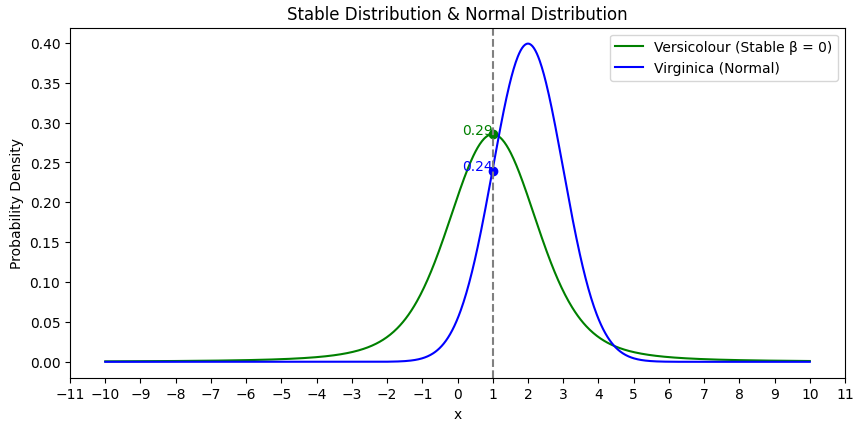 Stable Distribution & Normal Distribution
Versicolour (Stable β = 0)
Virginica (Normal)
Probability Density
0.40
0.35
0.30
0.25
0.20
0.15
0.10
0.05
0.00
0.29
0.24
−11 −10 −9 −8 −7 −6 −5 −4 −3 −2 −1 0 1 2 3 4 5 6 7 8 9 10 11
x